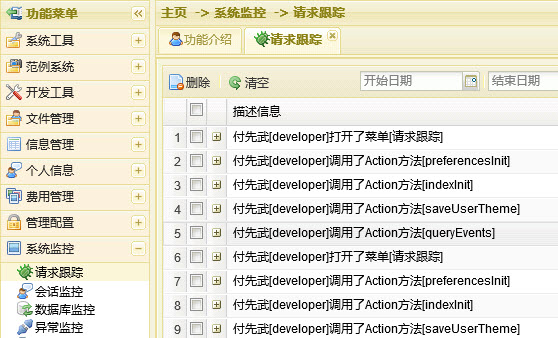 功能菜单
系统工具
范例系统
开发工具
文件管理
信息管理
个人信息
费用管理
管理配置
系统监控
请求跟踪
会话监控
数据库监控
异常监控
主页 -> 系统监控 -> 请求跟踪
功能介绍 请求跟踪
删除 清空 开始日期 结束日期
描述信息
1 付先武[developer]打开了菜单[请求跟踪]
2 付先武[developer]调用了Action方法[preferencesInit]
3 付先武[developer]调用了Action方法[indexInit]
4 付先武[developer]调用了Action方法[saveUserTheme]
5 付先武[developer]调用了Action方法[queryEvents]
6 付先武[developer]打开了菜单[请求跟踪]
7 付先武[developer]调用了Action方法[preferencesInit]
8 付先武[developer]调用了Action方法[indexInit]
9 付先武[developer]调用了Action方法[saveUserTheme]